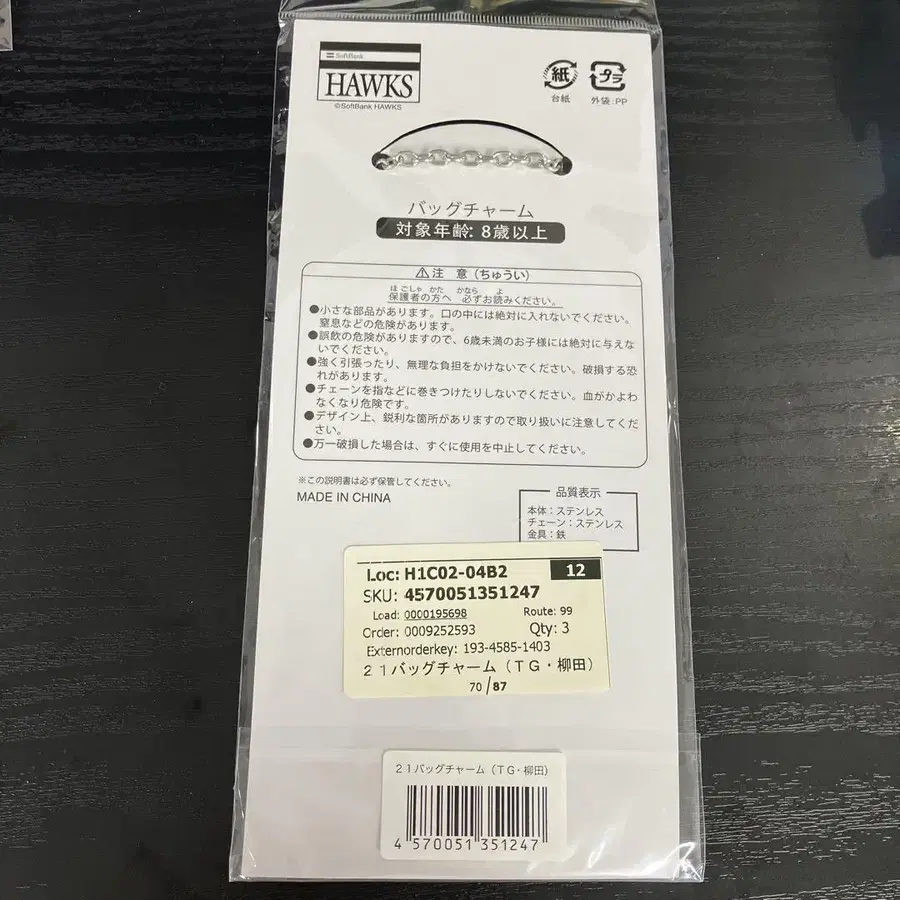 SoftBank
HAWKS
©SoftBank HAWKS
紙
台紙
プラ
外袋:PP
バッグチャーム
対象年齢: 8歳以上
⚠注 意(ちゅうい)
ほごしゃ かた かなら よ
保護者の方へ 必ずお読みください。
●小さな部品があります。口の中には絶対に入れないでください。
窒息などの危険があります。
●誤飲の危険がありますので、6歳未満のお子様には絶対に与えな
いでください。
●強く引張ったり、無理な負担をかけないでください。破損する恐
れがあります。
●チェーンを指などに巻きつけたりしないでください。血がかよわ
なくなり危険です。
●デザイン上、鋭利な箇所がありますので取り扱いに注意してくだ
さい。
●万一破損した場合は、すぐに使用を中止してください。
※この説明書は必ず保管してください。
MADE IN CHINA
品質表示
本体:ステンレス
チェーン:ステンレス
金具:鉄
Loc: H1C02-04B2 12
SKU: 4570051351247
Load: 0000195698 Route: 99
Order: 0009252593 Qty: 3
Externorderkey: 193-4585-1403
21バッグチャーム(TG・柳田)
70/87
21バッグチャーム(TG・柳田)
4 570051 351247